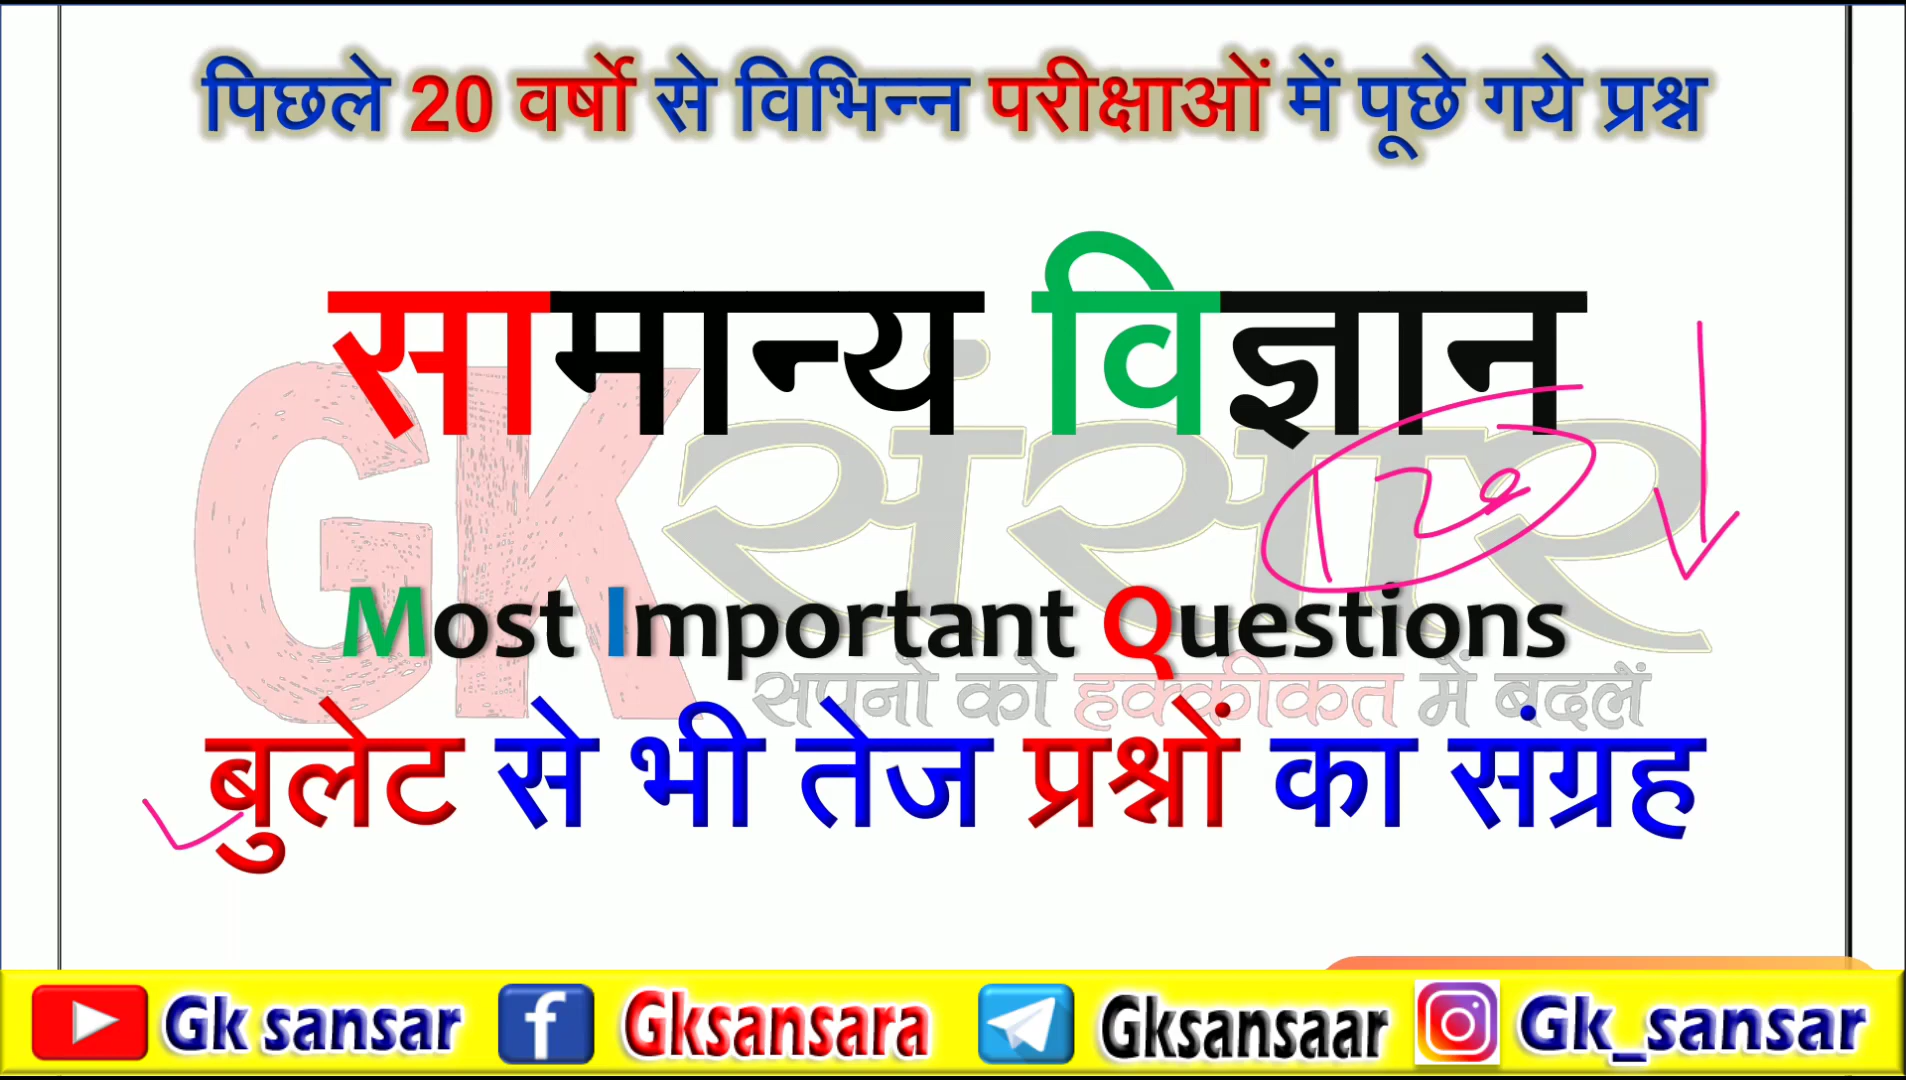 पिछले 20 वर्षो से विभिन्न परीक्षाओं में पूछे गये प्रश्न
सामान्य विज्ञान
GK संसार
Most Important Questions
सपनों को हक्कीकत में बदलें
बुलेट से भी तेज प्रश्नों का संग्रह
Gk sansar Gksansara Gksansaar Gk_sansar